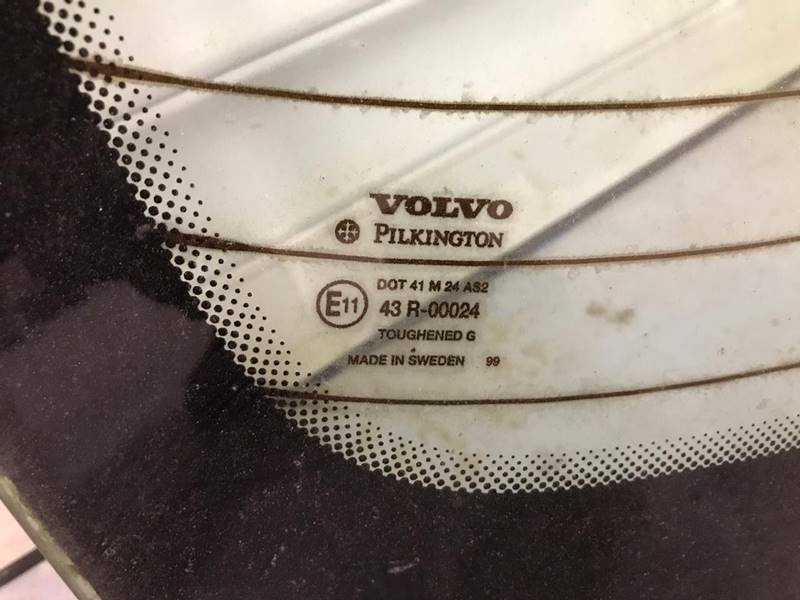 VOLVO
PILKINGTON
DOT 41 M 24 AS2
E11 43 R-00024
TOUGHENED G
MADE IN SWEDEN 99